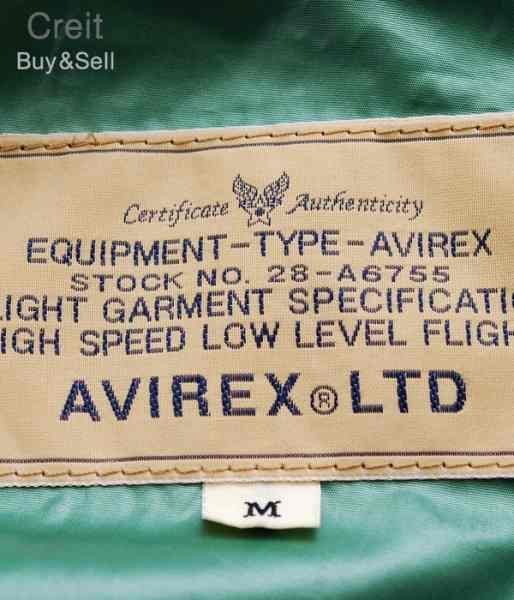 Creit
Buy&Sell
Certificate Authenticity
EQUIPMENT-TYPE-AVIREX
STOCK NO. 28-A6755
LIGHT GARMENT SPECIFICATIO
IGH SPEED LOW LEVEL FLIGH
AVIREX® LTD
M